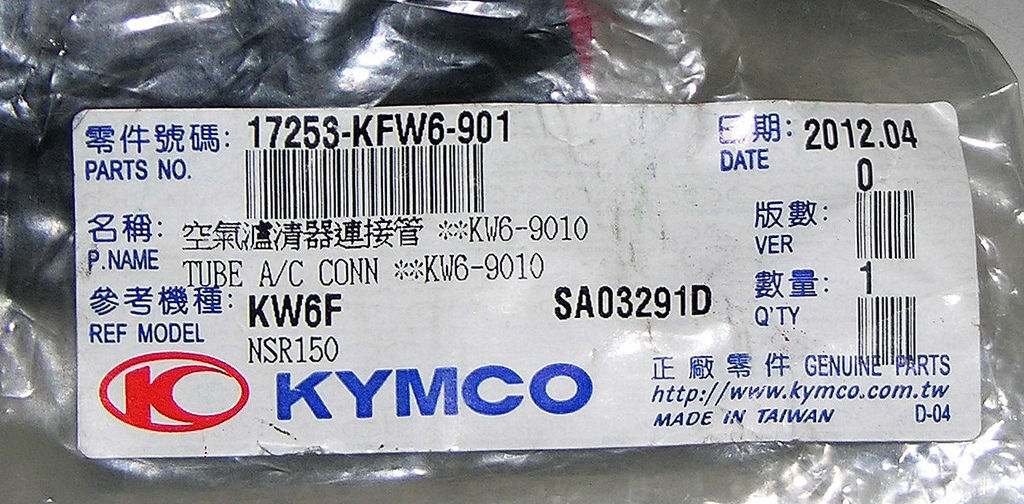 零件號碼: 17253-KFW6-901
PARTS NO.
日期: 2012.04
DATE
0
版數:
VER
名稱: 空氣濾清器連接管 **KW6-9010
P.NAME TUBE A/C CONN **KW6-9010
數量: 1
Q'TY
參考機種: KW6F SA03291D
REF MODEL NSR150
KYMCO
正廠零件 GENUINE PARTS
http://www.kymco.com.tw
MADE IN TAIWAN D-04